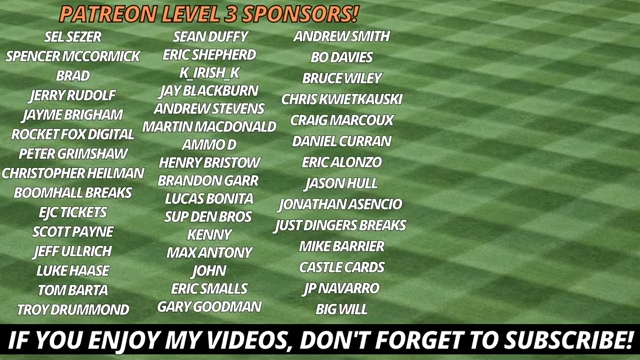 PATREON LEVEL 3 SPONSORS!
SEL SEZER
SPENCER MCCORMICK
BRAD
JERRY RUDOLF
JAYME BRIGHAM
ROCKET FOX DIGITAL
PETER GRIMSHAW
CHRISTOPHER HEILMAN
BOOMHALL BREAKS
EJC TICKETS
SCOTT PAYNE
JEFF ULLRICH
LUKE HAASE
TOM BARTA
TROY DRUMMOND
SEAN DUFFY
ERIC SHEPHERD
K_IRISH_K
JAY BLACKBURN
ANDREW STEVENS
MARTIN MACDONALD
AMMO D
HENRY BRISTOW
BRANDON GARR
LUCAS BONITA
SUP DEN BROS
KENNY
MAX ANTONY
JOHN
ERIC SMALLS
GARY GOODMAN
ANDREW SMITH
BO DAVIES
BRUCE WILEY
CHRIS KWIETKAUSKI
CRAIG MARCOUX
DANIEL CURRAN
ERIC ALONZO
JASON HULL
JONATHAN ASENCIO
JUST DINGERS BREAKS
MIKE BARRIER
CASTLE CARDS
JP NAVARRO
BIG WILL
IF YOU ENJOY MY VIDEOS, DON'T FORGET TO SUBSCRIBE!